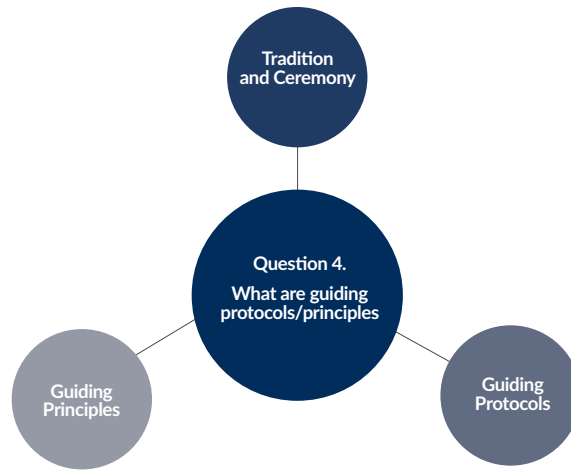 Tradition
and Ceremony
Question 4.
What are guiding
protocols/principles
Guiding
Principles
Guiding
Protocols